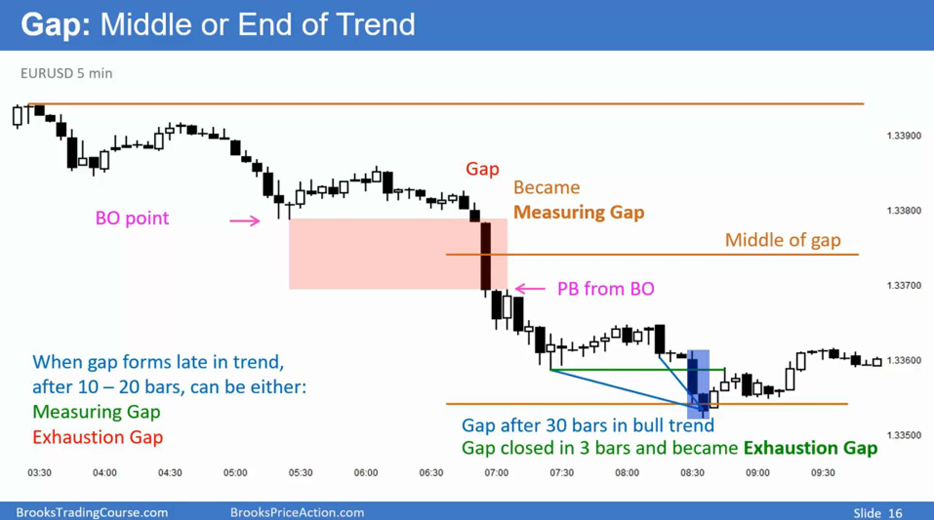 Gap: Middle or End of Trend
EURUSD 5 min
1.33900
Gap
Became
Measuring Gap
BO point
1.33800
Middle of gap
PB from BO
1.33700
When gap forms late in trend,
after 10 – 20 bars, can be either:
Measuring Gap
Exhaustion Gap
1.33600
Gap after 30 bars in bull trend
Gap closed in 3 bars and became Exhaustion Gap
1.33500
03:30 04:00 04:30 05:00 05:30 06:00 06:30 07:00 07:30 08:00 08:30 09:00 09:30
BrooksTradingCourse.com BrooksPriceAction.com Slide 16